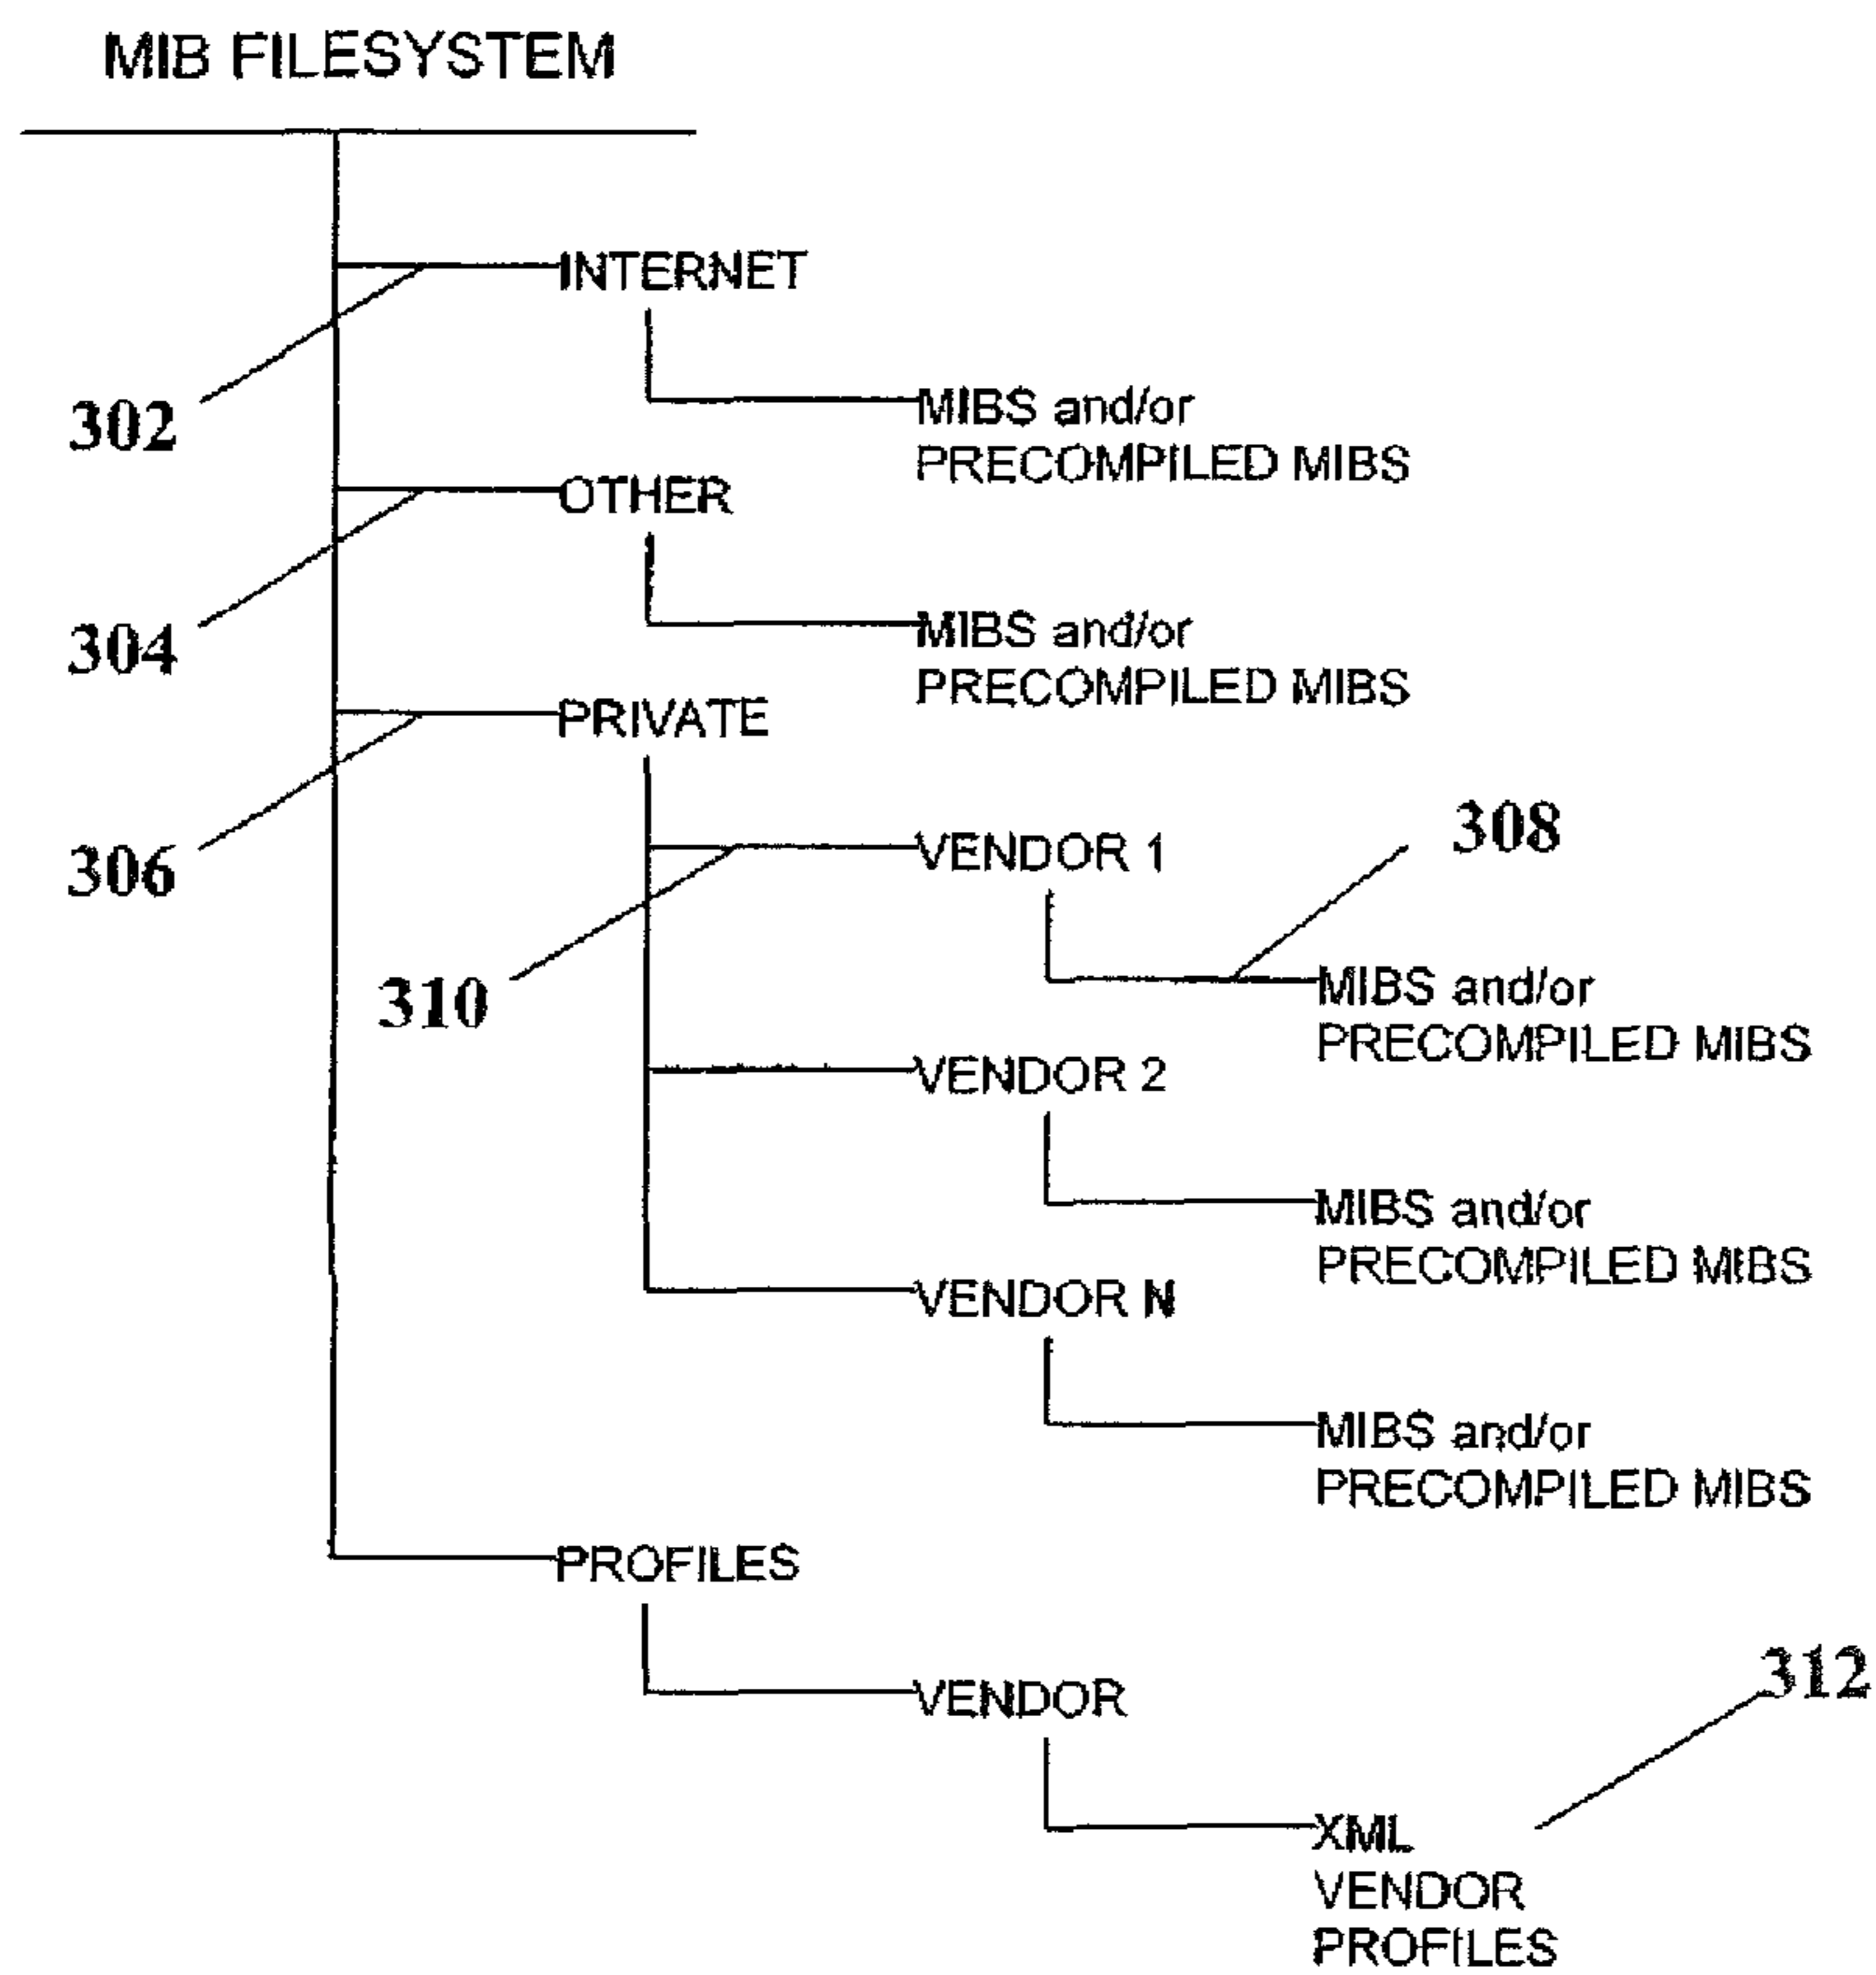 MIB FILESYSTEM
INTERNET
302
MIBS and/or
PRECOMPILED MIBS
OTHER
304
MIBS and/or
PRECOMPILED MIBS
PRIVATE
306
VENDOR 1
308
310
MIBS and/or
PRECOMPILED MIBS
VENDOR 2
MIBS and/or
PRECOMPILED MIBS
VENDOR N
MIBS and/or
PRECOMPILED MIBS
PROFILES
VENDOR
312
XML
VENDOR
PROFILES